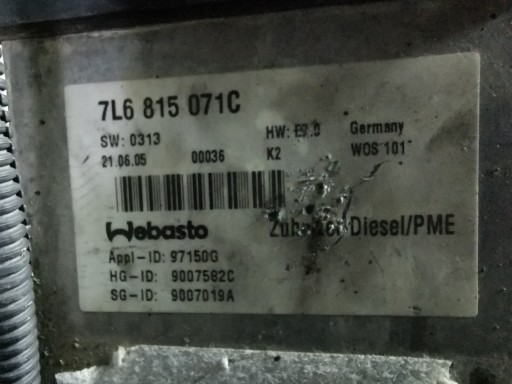 7L6 815 071C
SW: 0313 HW: Germany
21.06.05 00036 K2 WOS 101
Webasto Diesel/PME
Appl-ID: 97150G
HG-ID: 9007582C
SG-ID: 9007019A